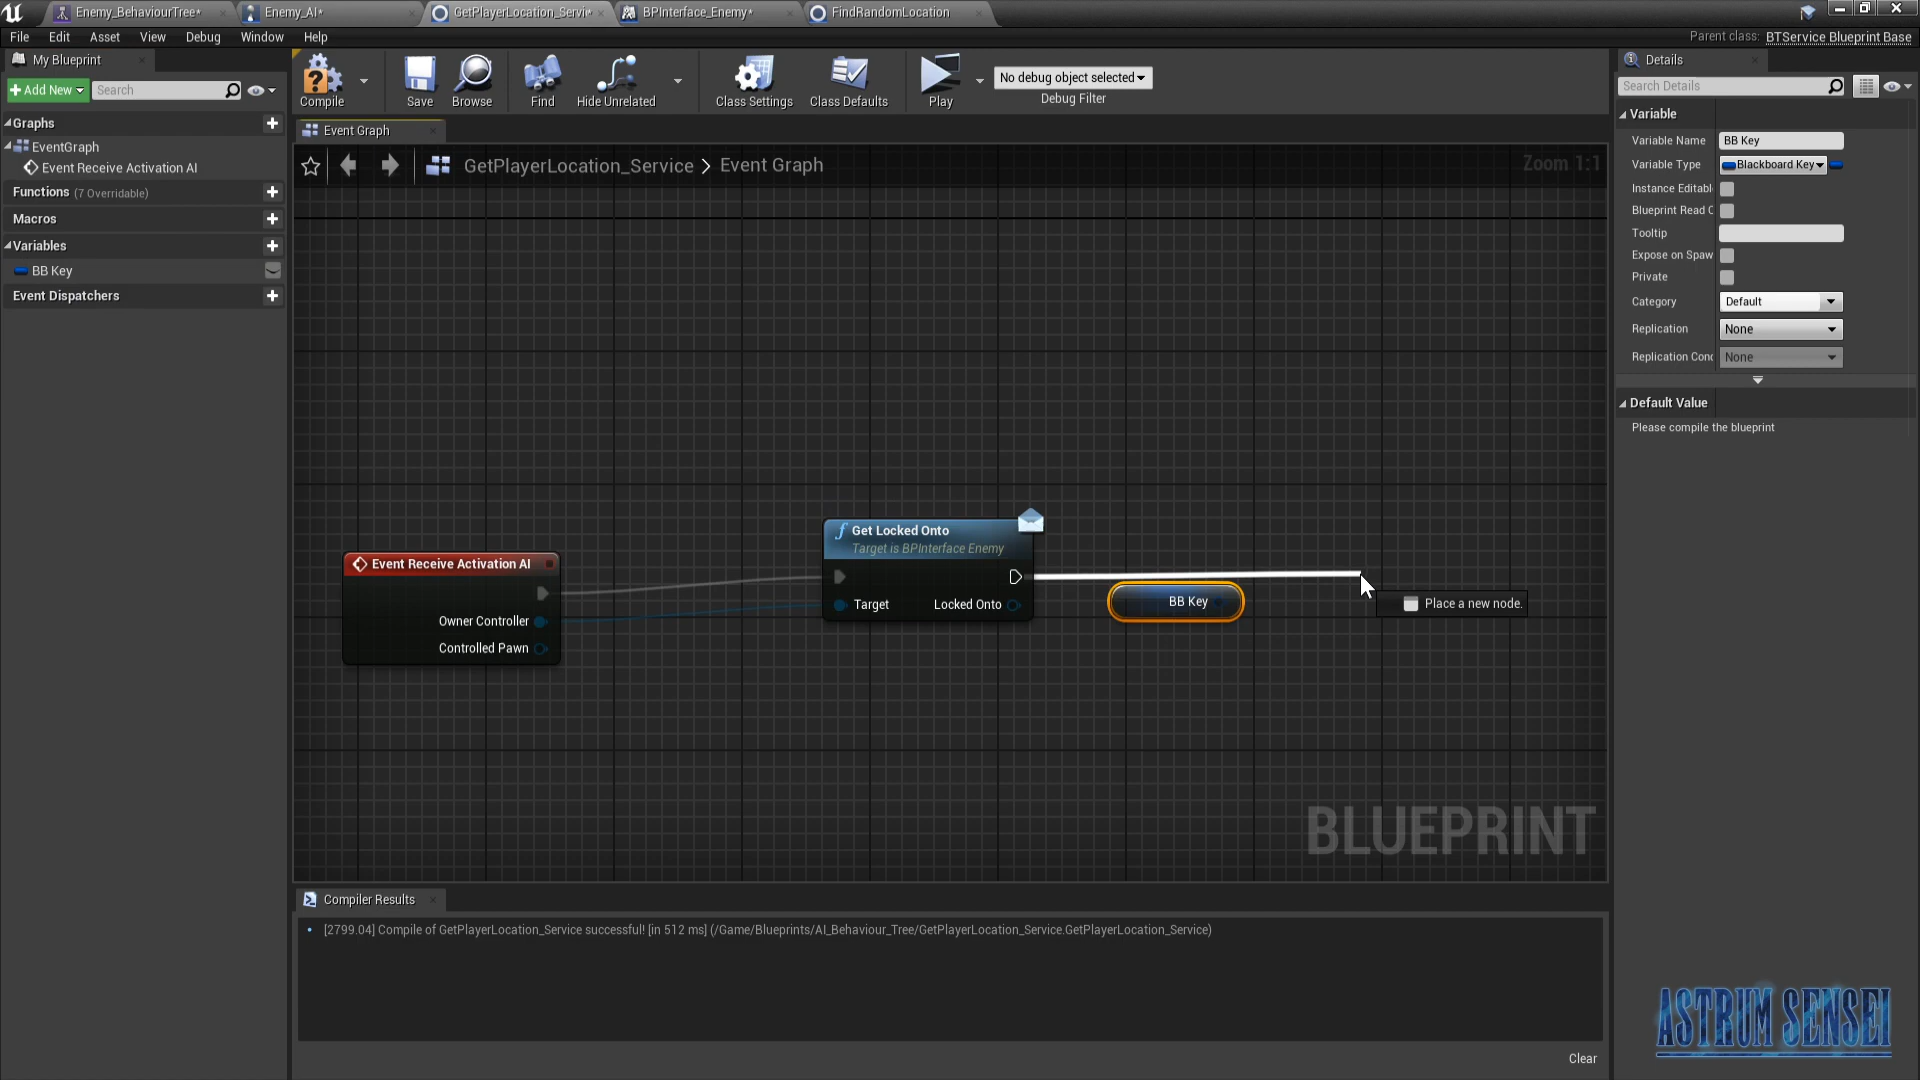 Enemy_BehaviourTree*
Enemy_AI*
GetPlayerLocation_Servi*
BPInterface_Enemy*
FindRandomLocation
File Edit Asset View Debug Window Help
Parent class: BTService Blueprint Base
My Blueprint
Add New
Search
Graphs
EventGraph
Event Receive Activation AI
Functions (7 Overridable)
Macros
Variables
BB Key
Event Dispatchers
Compile
Save
Browse
Find
Hide Unrelated
Class Settings
Class Defaults
Play
No debug object selected
Debug Filter
Event Graph
GetPlayerLocation_Service > Event Graph
Zoom 1:1
Event Receive Activation AI
Owner Controller
Controlled Pawn
Get Locked Onto
Target is BPInterface Enemy
Target
Locked Onto
BB Key
Place a new node.
BLUEPRINT
Compiler Results
[2799.04] Compile of GetPlayerLocation_Service successful! [in 512 ms] (/Game/Blueprints/AI_Behaviour_Tree/GetPlayerLocation_Service.GetPlayerLocation_Service)
Clear
Details
Search Details
Variable
Variable Name BB Key
Variable Type Blackboard Key
Instance Editabl
Blueprint Read C
Tooltip
Expose on Spaw
Private
Category Default
Replication None
Replication Conc None
Default Value
Please compile the blueprint
ASTRUM SENSEI